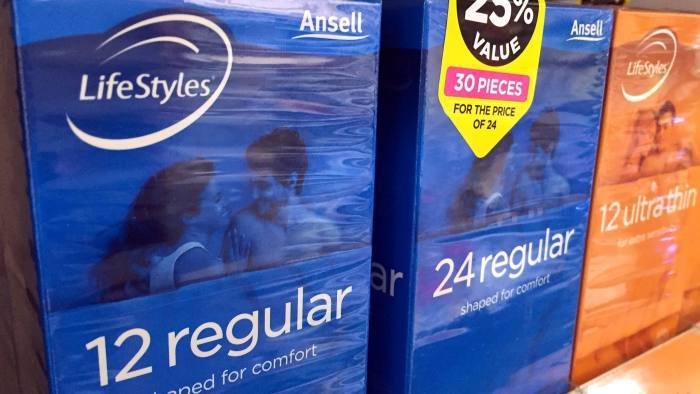 Ansell
LifeStyles
12 regular
shaped for comfort
ar
25%
VALUE
30 PIECES
FOR THE PRICE
OF 24
Ansell
24 regular
shaped for comfort
LifeStyles
12 ultra thin